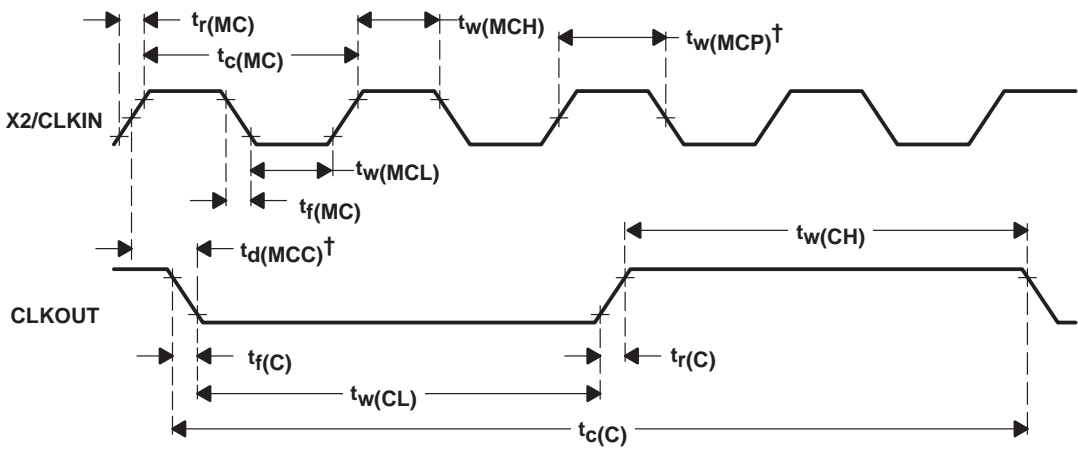 tr(MC)
tw(MCH)
tc(MC)
tw(MCP)†
X2/CLKIN
tw(MCL)
tf(MC)
td(MCC)†
tw(CH)
CLKOUT
tf(C)
tr(C)
tw(CL)
tc(C)